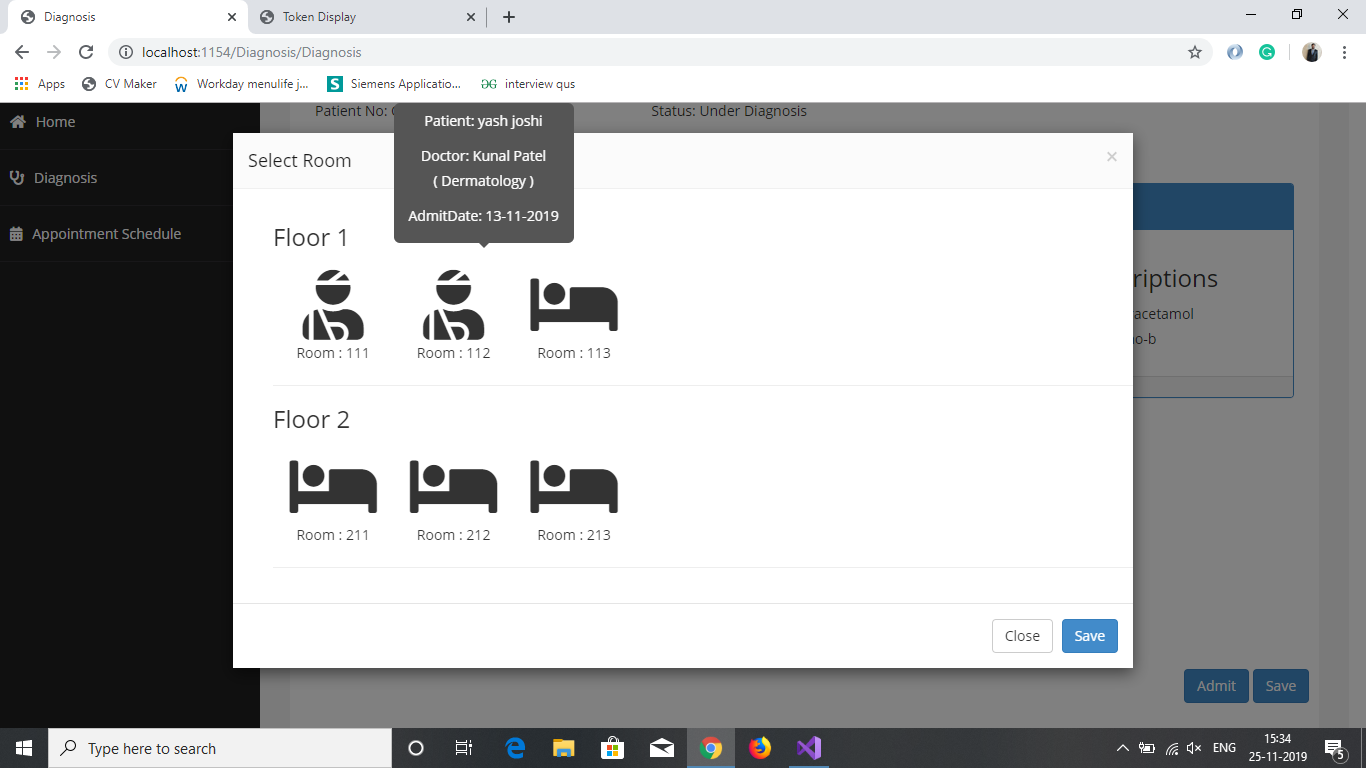 Diagnosis
Token Display
localhost:1154/Diagnosis/Diagnosis
Apps
CV Maker
Workday menulife j...
Siemens Applicatio...
interview qus
Home
Diagnosis
Appointment Schedule
Patient No:
Status: Under Diagnosis
Patient: yash joshi
Doctor: Kunal Patel
( Dermatology )
AdmitDate: 13-11-2019
Select Room
×
Floor 1
Room : 111
Room : 112
Room : 113
Floor 2
Room : 211
Room : 212
Room : 213
riptions
acetamol
o-b
Close
Save
Admit
Save
Type here to search
ENG
15:34
25-11-2019
5